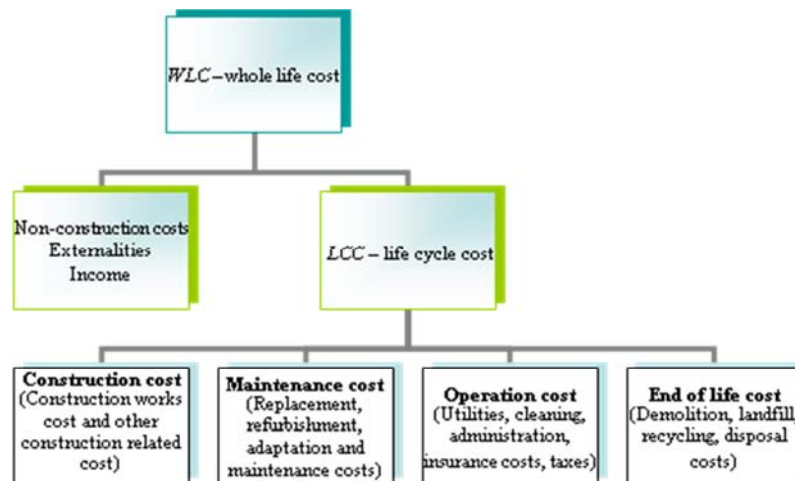 WLC – whole life cost
Non-construction costs
Externalities
Income
LCC – life cycle cost
Construction cost
(Construction works
cost and other
construction related
cost)
Maintenance cost
(Replacement,
refurbishment,
adaptation and
maintenance costs)
Operation cost
(Utilities, cleaning,
administration,
insurance costs, taxes)
End of life cost
(Demolition, landfill,
recycling, disposal
costs)